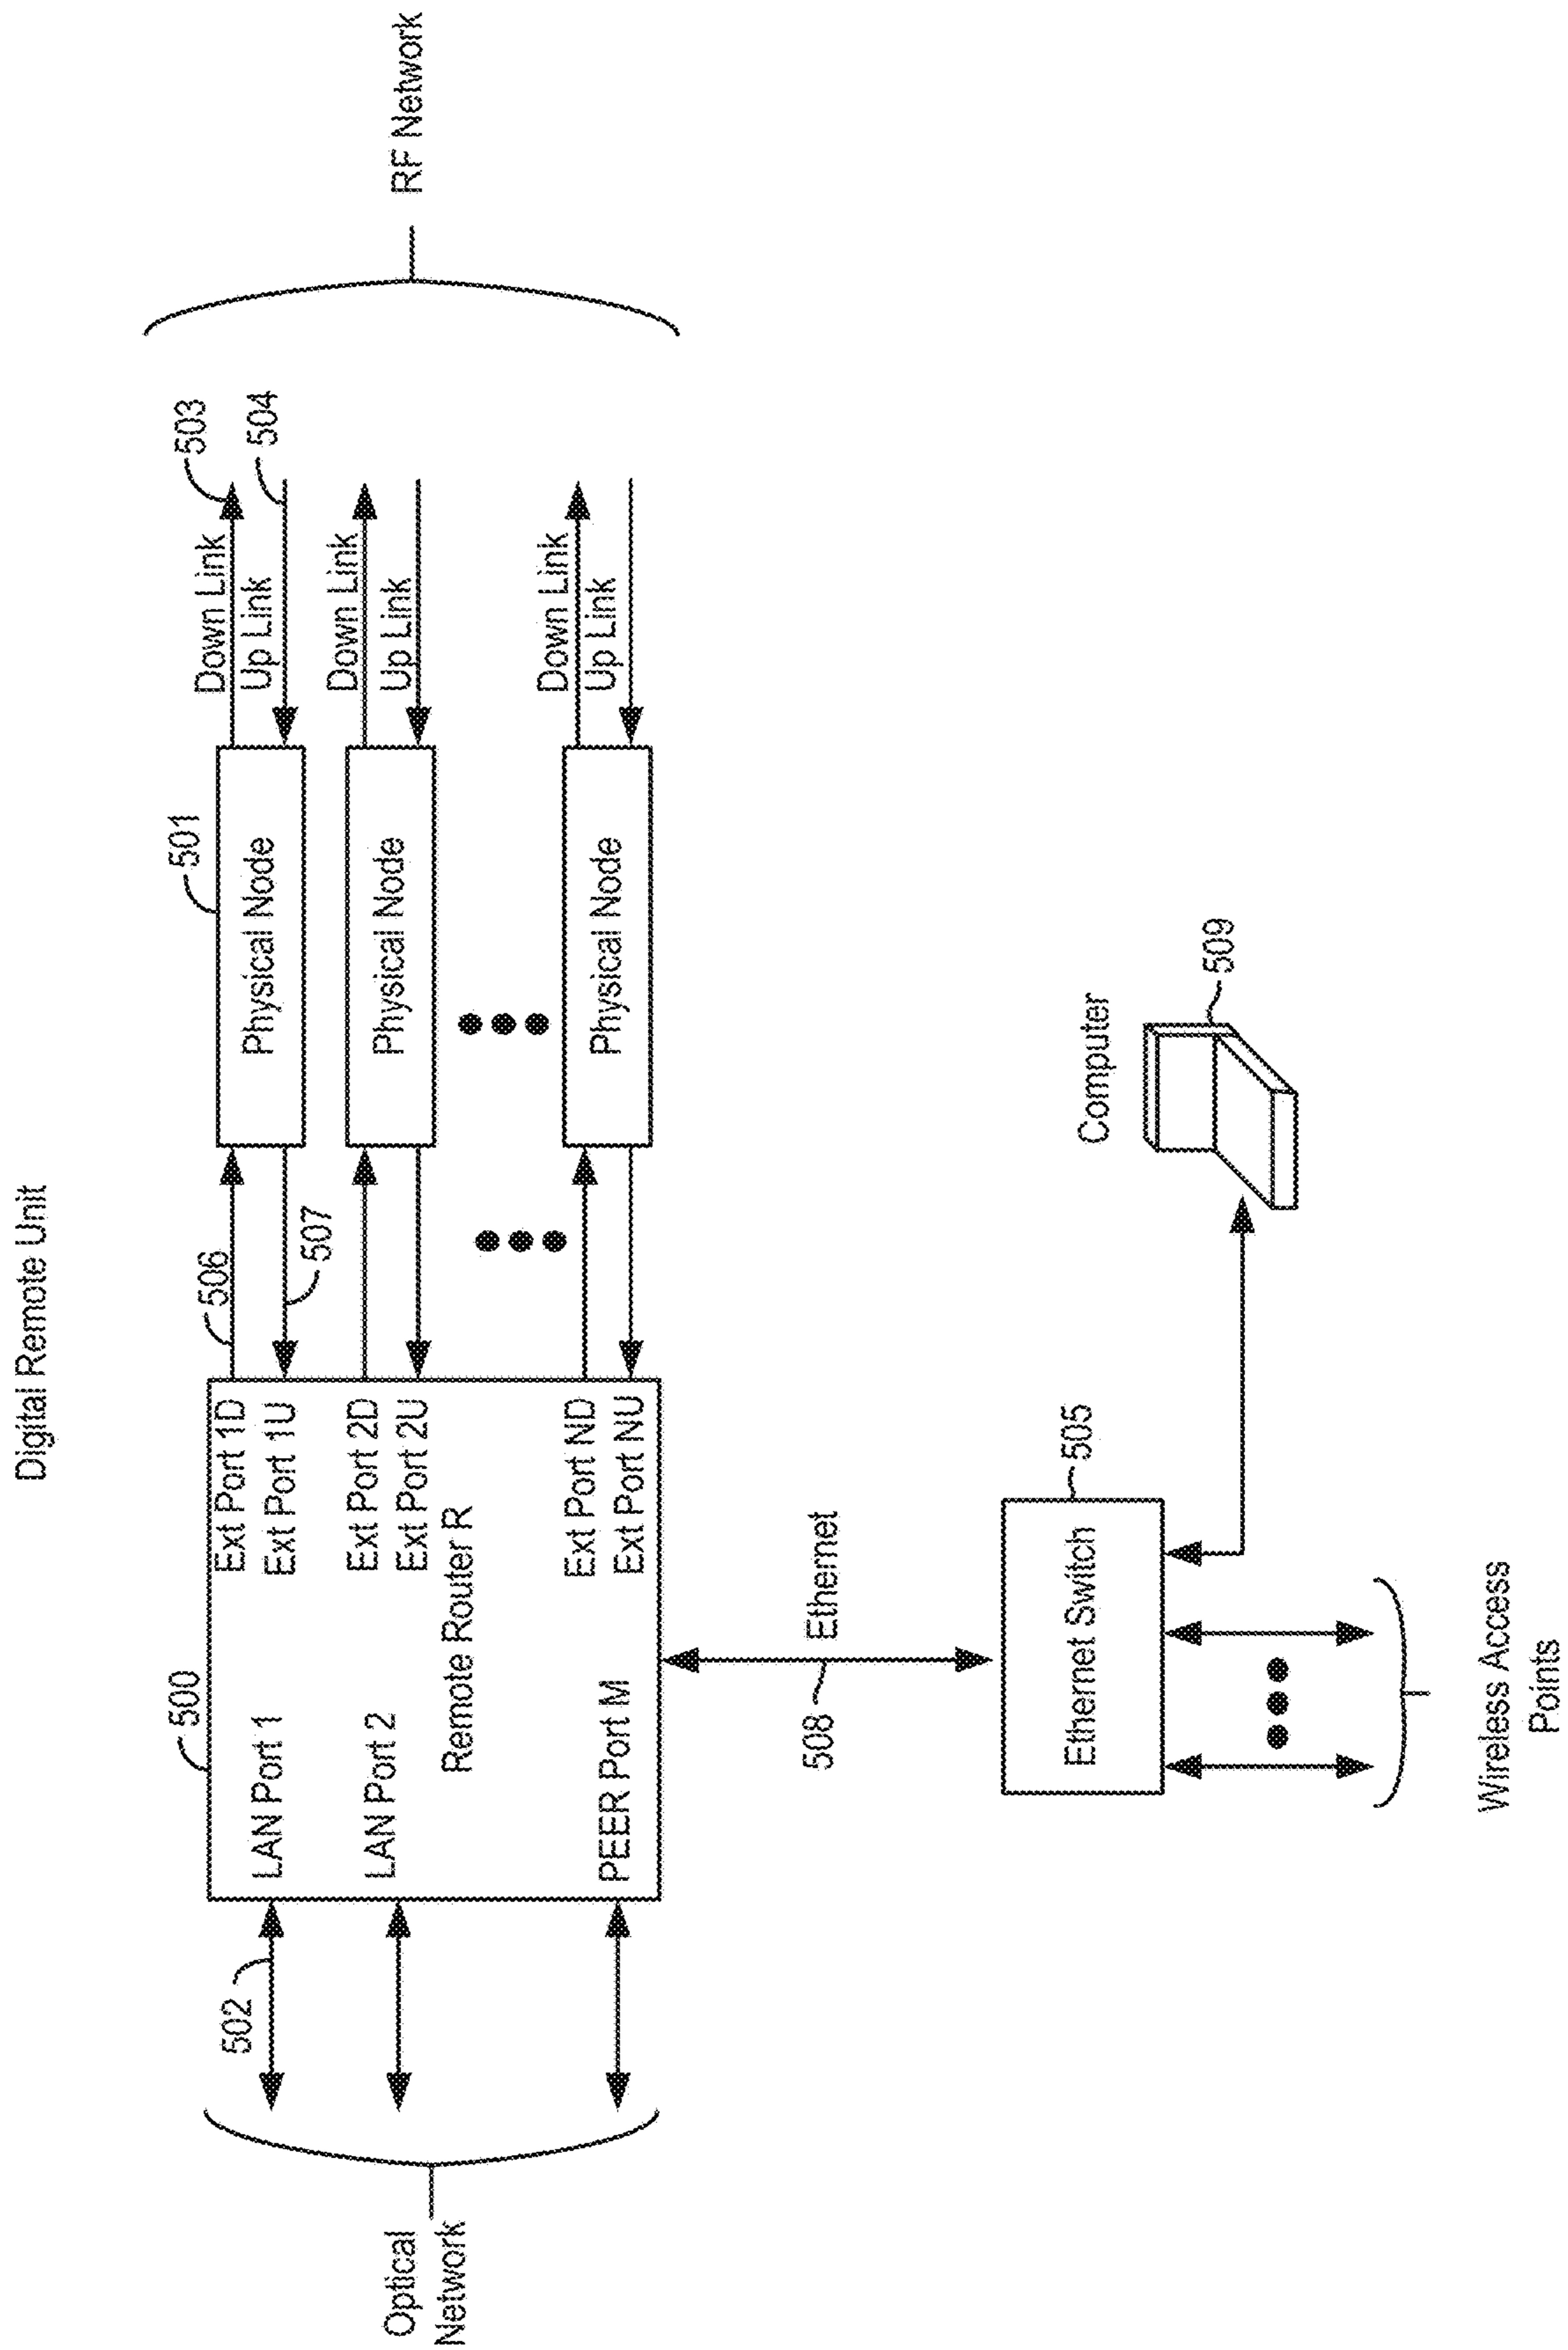 Digital Remote Unit
500
506
501
503
502
LAN Port 1
Ext Port 1D
Ext Port 1U
507
Physical Node
Down Link
Up Link
504
Optical
Network
LAN Port 2
Ext Port 2D
Ext Port 2U
Physical Node
Down Link
Up Link
RF Network
Remote Router R
PEER Port M
Ext Port ND
Ext Port NU
Physical Node
Down Link
Up Link
508
Ethernet
Ethernet Switch
505
Computer
509
Wireless Access
Points